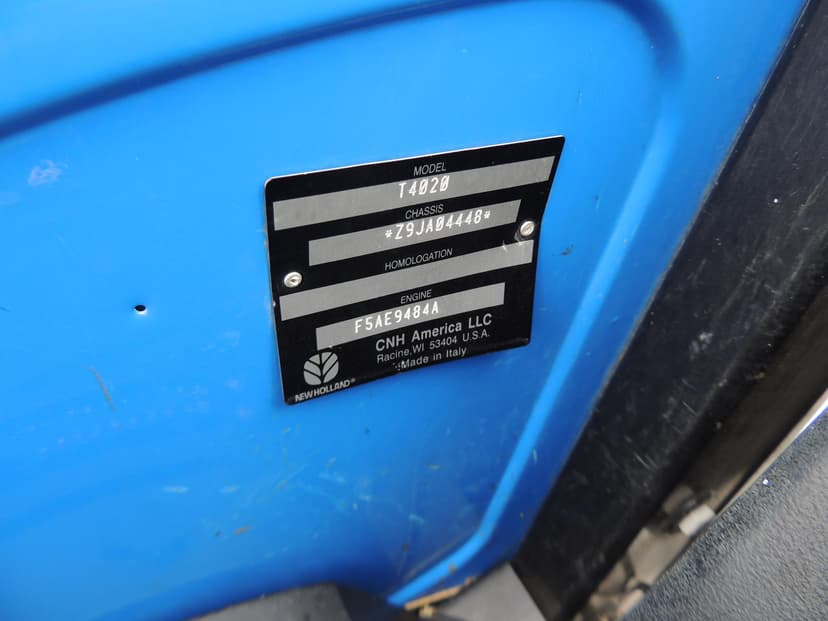 MODEL
T4020
CHASSIS
*Z9JA04448*
HOMOLOGATION
ENGINE
F5AE9484A
CNH America LLC
Racine, WI 53404 U.S.A.
Made in Italy
NEW HOLLAND®